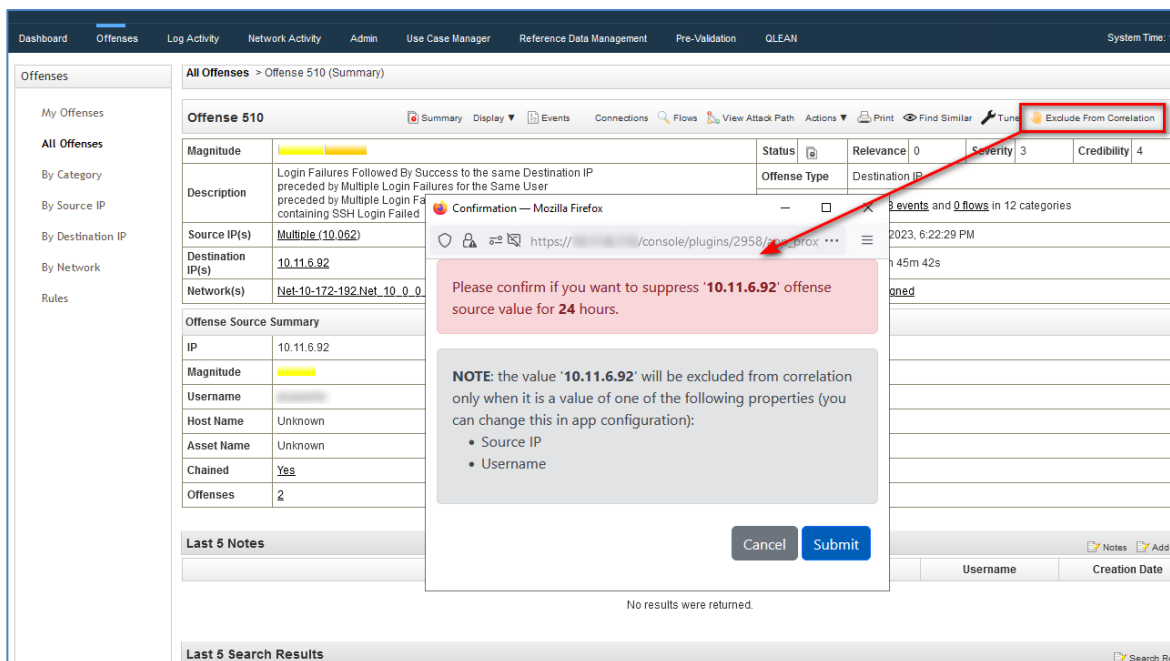 Dashboard Offenses Log Activity Network Activity Admin Use Case Manager Reference Data Management Pre-Validation QLEAN System Time:
Offenses
My Offenses
All Offenses
By Category
By Source IP
By Destination IP
By Network
Rules
All Offenses > Offense 510 (Summary)
Offense 510 Summary Display ▼ Events Connections Flows View Attack Path Actions ▼ Print Find Similar Tune Exclude From Correlation
Magnitude Status Relevance 0 Severity 3 Credibility 4
Description
Login Failures Followed By Success to the same Destination IP
preceded by Multiple Login Failures for the Same User
preceded by Multiple Login Fa
containing SSH Login Failed
Offense Type Destination IP
events and 0 flows in 12 categories
Source IP(s) Multiple (10,062) 2023, 6:22:29 PM
Destination IP(s) 10.11.6.92 45m 42s
Network(s) Net-10-172-192.Net_10_0_0
Offense Source Summary
IP 10.11.6.92
Magnitude
Username
Host Name Unknown
Asset Name Unknown
Chained Yes
Offenses 2
Confirmation — Mozilla Firefox
https:// /console/plugins/2958/app_prox ···
Please confirm if you want to suppress '10.11.6.92' offense
source value for 24 hours.
NOTE: the value '10.11.6.92' will be excluded from correlation
only when it is a value of one of the following properties (you
can change this in app configuration):
• Source IP
• Username
Cancel Submit
Last 5 Notes Notes Add
Username Creation Date
No results were returned.
Last 5 Search Results Search Re